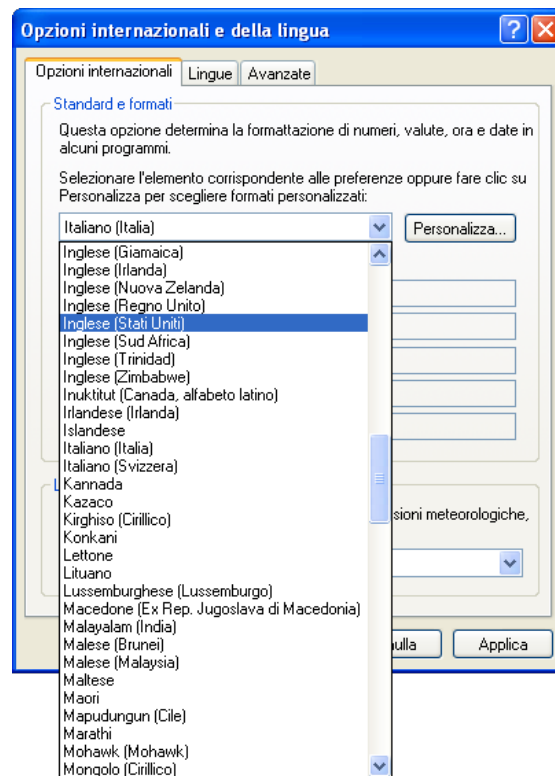 Opzioni internazionali e della lingua
Opzioni internazionali
Lingue
Avanzate
Standard e formati
Questa opzione determina la formattazione di numeri, valute, ora e date in
alcuni programmi.
Selezionare l'elemento corrispondente alle preferenze oppure fare clic su
Personalizza per scegliere formati personalizzati:
Italiano (Italia)
Personalizza...
Inglese (Giamaica)
Inglese (Irlanda)
Inglese (Nuova Zelanda)
Inglese (Regno Unito)
Inglese (Stati Uniti)
Inglese (Sud Africa)
Inglese (Trinidad)
Inglese (Zimbabwe)
Inuktitut (Canada, alfabeto latino)
Irlandese (Irlanda)
Islandese
Italiano (Italia)
Italiano (Svizzera)
Kannada
Kazaco
Kirghiso (Cirillico)
Konkani
Lettone
Lituano
Lussemburghese (Lussemburgo)
Macedone (Ex Rep. Jugoslava di Macedonia)
Malayalam (India)
Malese (Brunei)
Malese (Malaysia)
Maltese
Maori
Mapudungun (Cile)
Marathi
Mohawk (Mohawk)
Mongolo (Cirillico)
sioni meteorologiche,
ulla
Applica